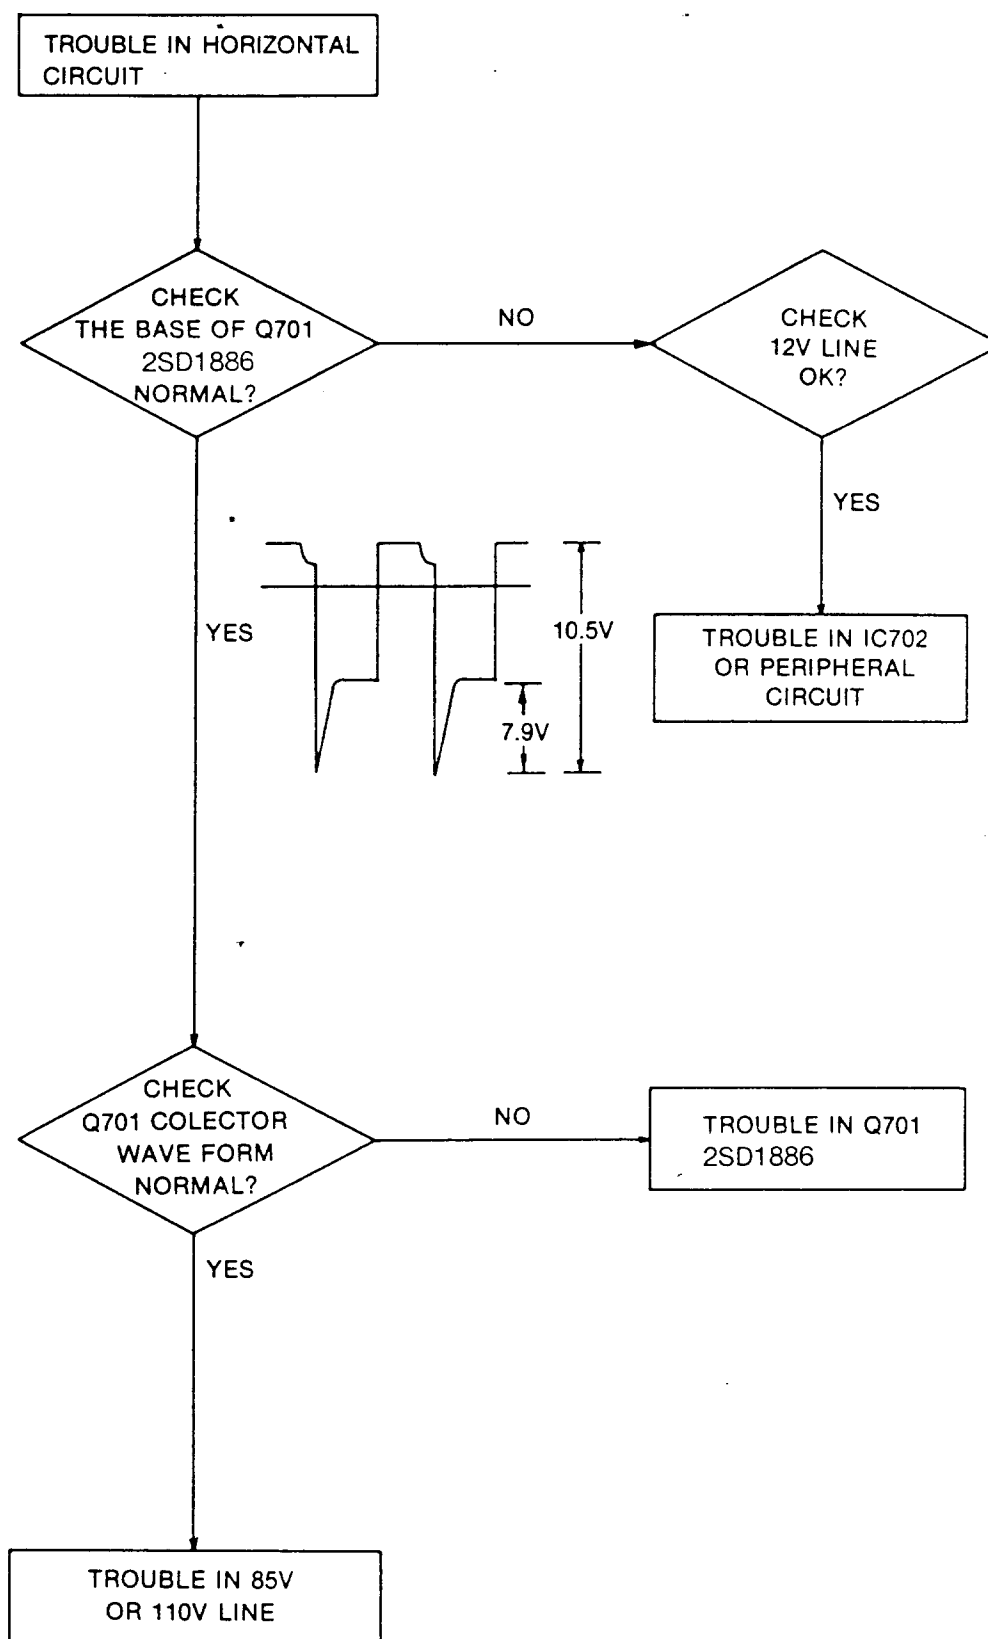 TROUBLE IN HORIZONTAL
CIRCUIT
CHECK
THE BASE OF Q701
2SD1886
NORMAL?
NO
CHECK
12V LINE
OK?
YES
YES
10.5V
7.9V
TROUBLE IN IC702
OR PERIPHERAL
CIRCUIT
CHECK
Q701 COLECTOR
WAVE FORM
NORMAL?
NO
TROUBLE IN Q701
2SD1886
YES
TROUBLE IN 85V
OR 110V LINE